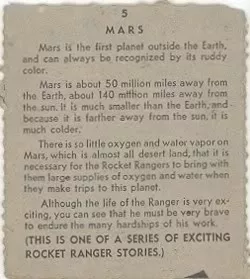 5
MARS
Mars is the first planet outside the Earth,
and can always be recognized by its ruddy
color.
Mars is about 50 million miles away from
the Earth, about 140 million miles away from
the sun. It is much smaller than the Earth, and
because it is farther away from the sun, it is
much colder.
There is so little oxygen and water vapor on
Mars, which is almost all desert land, that it is
necessary for the Rocket Rangers to bring with
them large supplies of oxygen and water when
they make trips to this planet.
Although the life of the Ranger is very ex-
citing, you can see that he must be very brave
to endure the many hardships of his work.
(THIS IS ONE OF A SERIES OF EXCITING
ROCKET RANGER STORIES.)